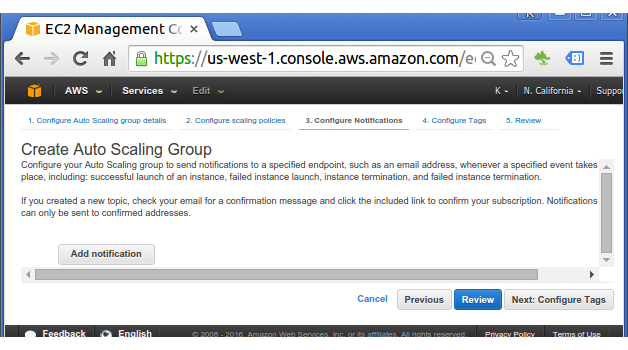 EC2 Management Co
https://us-west-1.console.aws.amazon.com/e
AWS Services Edit K N. California Suppo
1. Configure Auto Scaling group details 2. Configure scaling policies 3. Configure Notifications 4. Configure Tags 5. Review
Create Auto Scaling Group
Configure your Auto Scaling group to send notifications to a specified endpoint, such as an email address, whenever a specified event takes
place, including: successful launch of an instance, failed instance launch, instance termination, and failed instance termination.
If you created a new topic, check your email for a confirmation message and click the included link to confirm your subscription. Notifications
can only be sent to confirmed addresses.
Add notification
Cancel Previous Review Next: Configure Tags
Feedback English © 2008 - 2016, Amazon Web Services, Inc. or its affiliates. All rights reserved. Privacy Policy Terms of Use